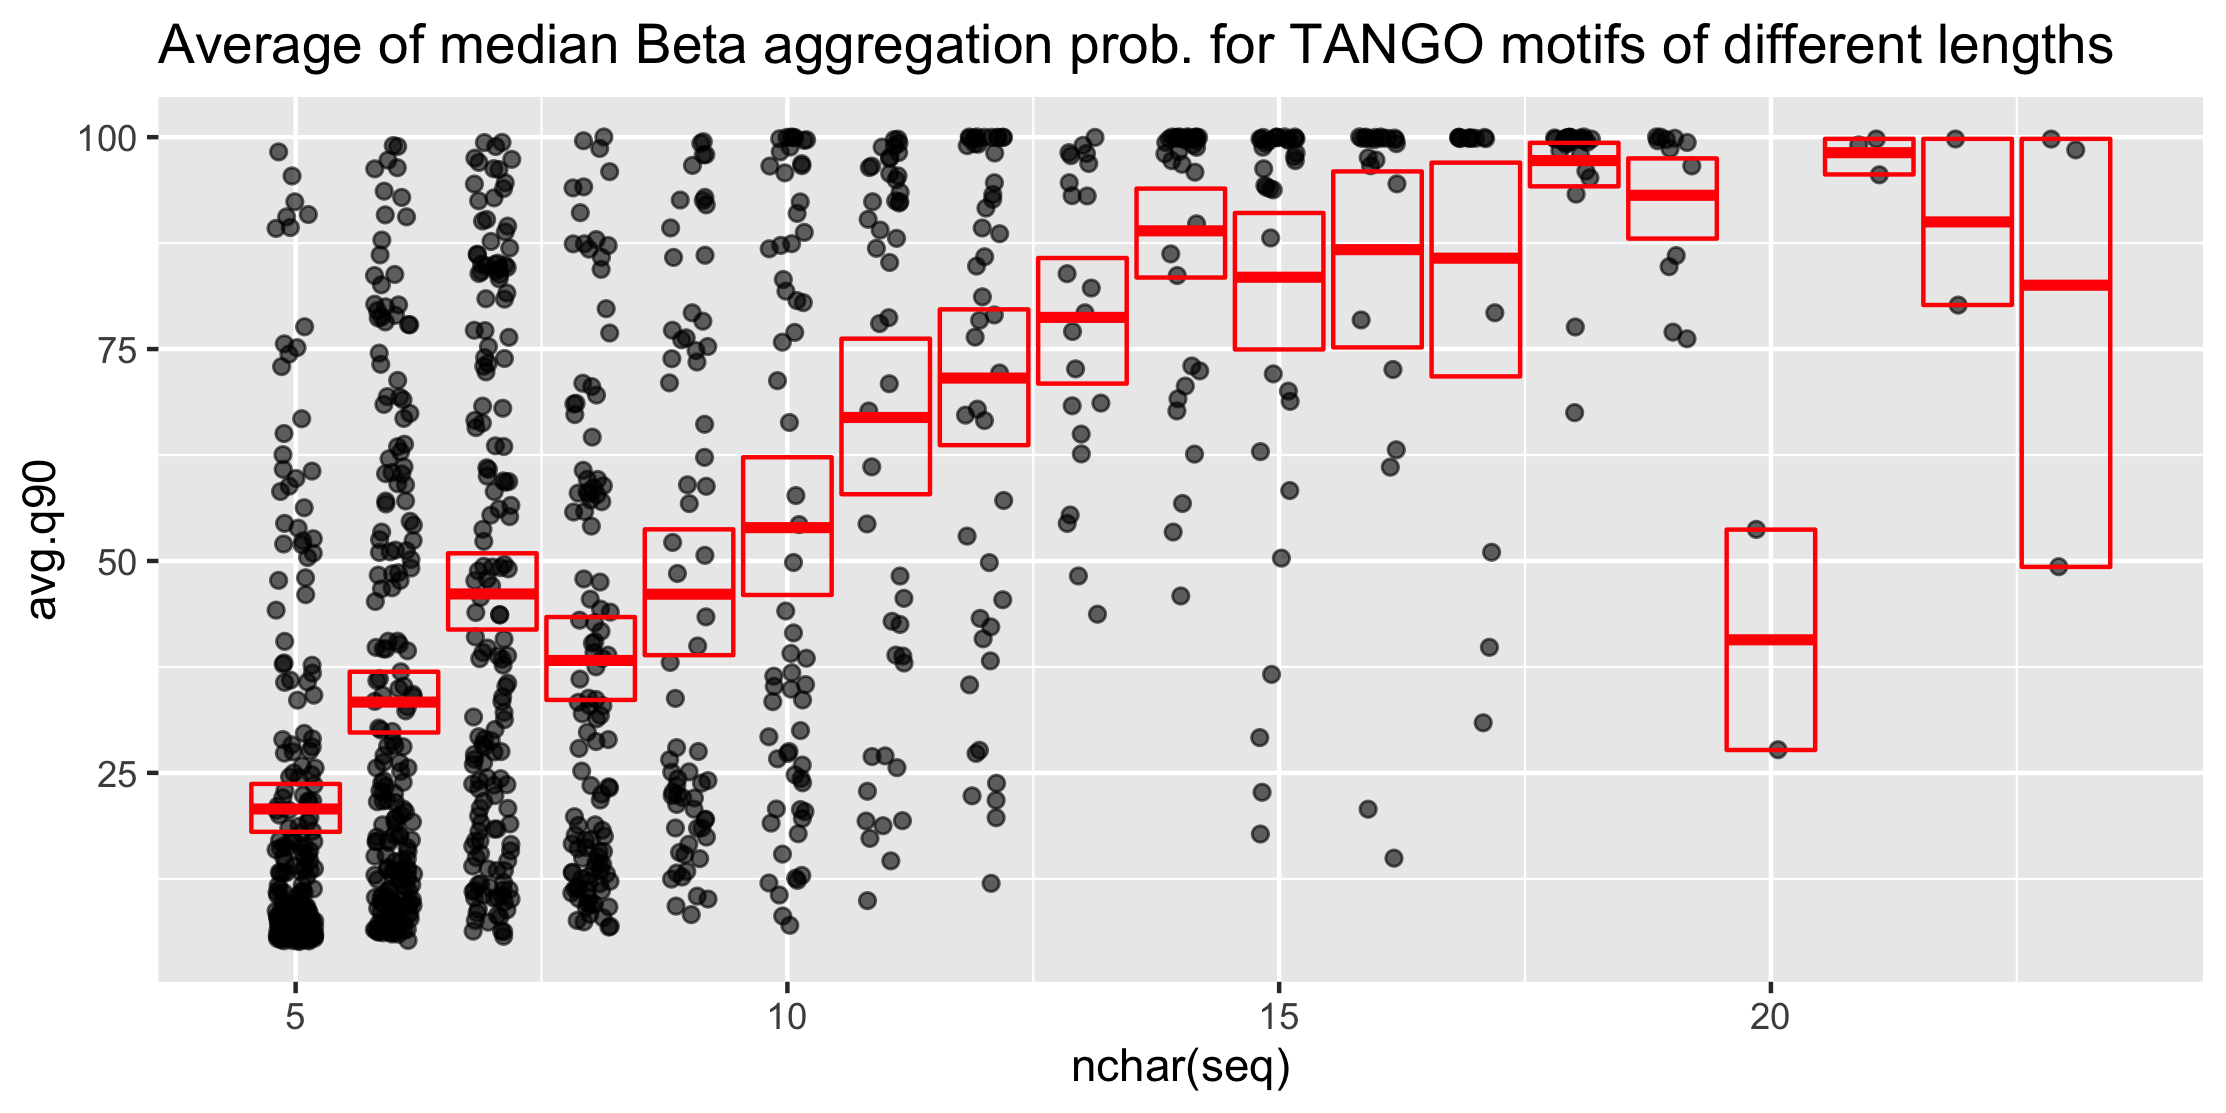 Average of median Beta aggregation prob. for TANGO motifs of different lengths
avg.q90
100
75
50
25
5 10 15 20
nchar(seq)